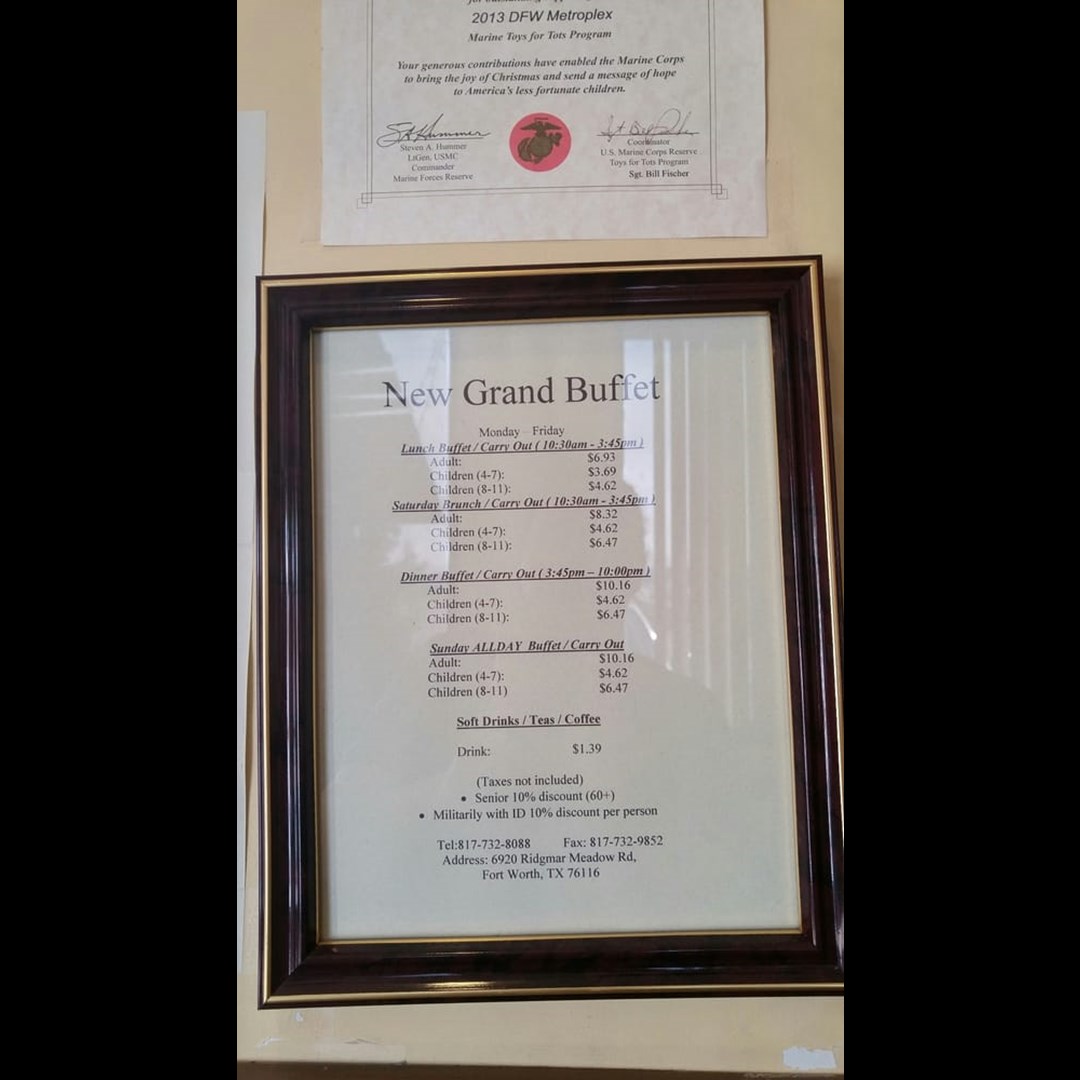 2013 DFW Metroplex
Marine Toys for Tots Program
Your generous contributions have enabled the Marine Corps
to bring the joy of Christmas and send a message of hope
to America's less fortunate children.
Steven A. Hummer
LtGen, USMC
Commander
Marine Forces Reserve
Coordinator
U.S. Marine Corps Reserve
Toys for Tots Program
Sgt. Bill Fischer
New Grand Buffet
Monday – Friday
Lunch Buffet / Carry Out ( 10:30am - 3:45pm )
Adult: $6.93
Children (4-7): $3.69
Children (8-11): $4.62
Saturday Brunch / Carry Out ( 10:30am - 3:45pm )
Adult: $8.32
Children (4-7): $4.62
Children (8-11): $6.47
Dinner Buffet / Carry Out ( 3:45pm – 10:00pm )
Adult: $10.16
Children (4-7): $4.62
Children (8-11): $6.47
Sunday ALLDAY Buffet / Carry Out
Adult: $10.16
Children (4-7): $4.62
Children (8-11) $6.47
Soft Drinks / Teas / Coffee
Drink: $1.39
(Taxes not included)
• Senior 10% discount (60+)
• Militarily with ID 10% discount per person
Tel:817-732-8088 Fax: 817-732-9852
Address: 6920 Ridgmar Meadow Rd,
Fort Worth, TX 76116